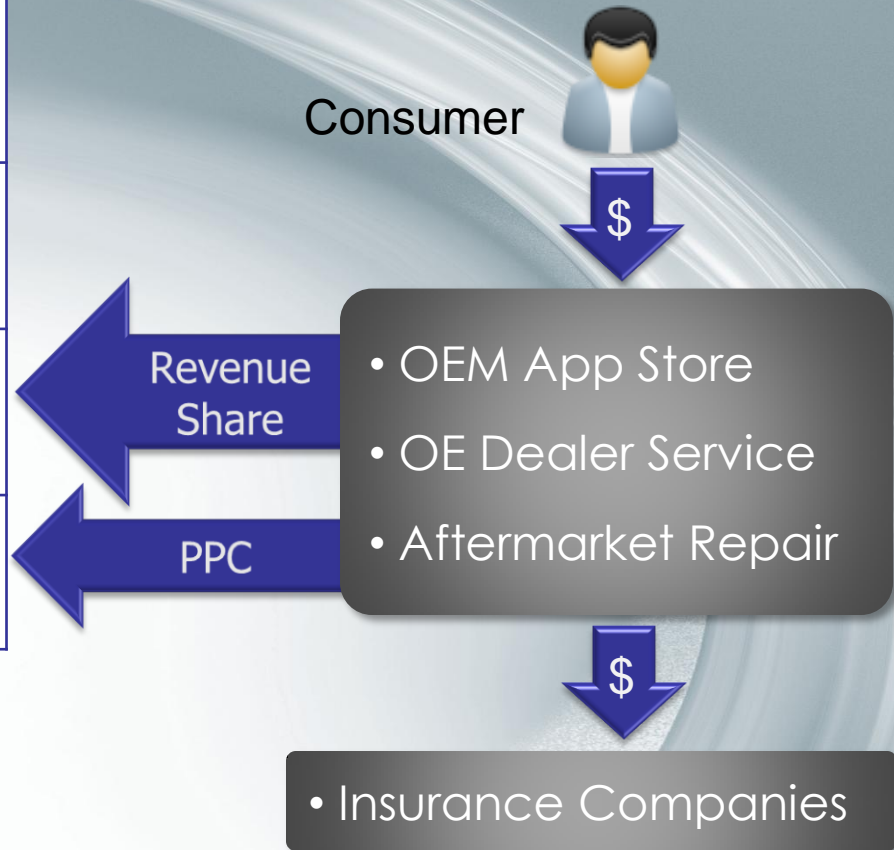 Consumer
$
Revenue
Share
• OEM App Store
• OE Dealer Service
• Aftermarket Repair
PPC
$
• Insurance Companies